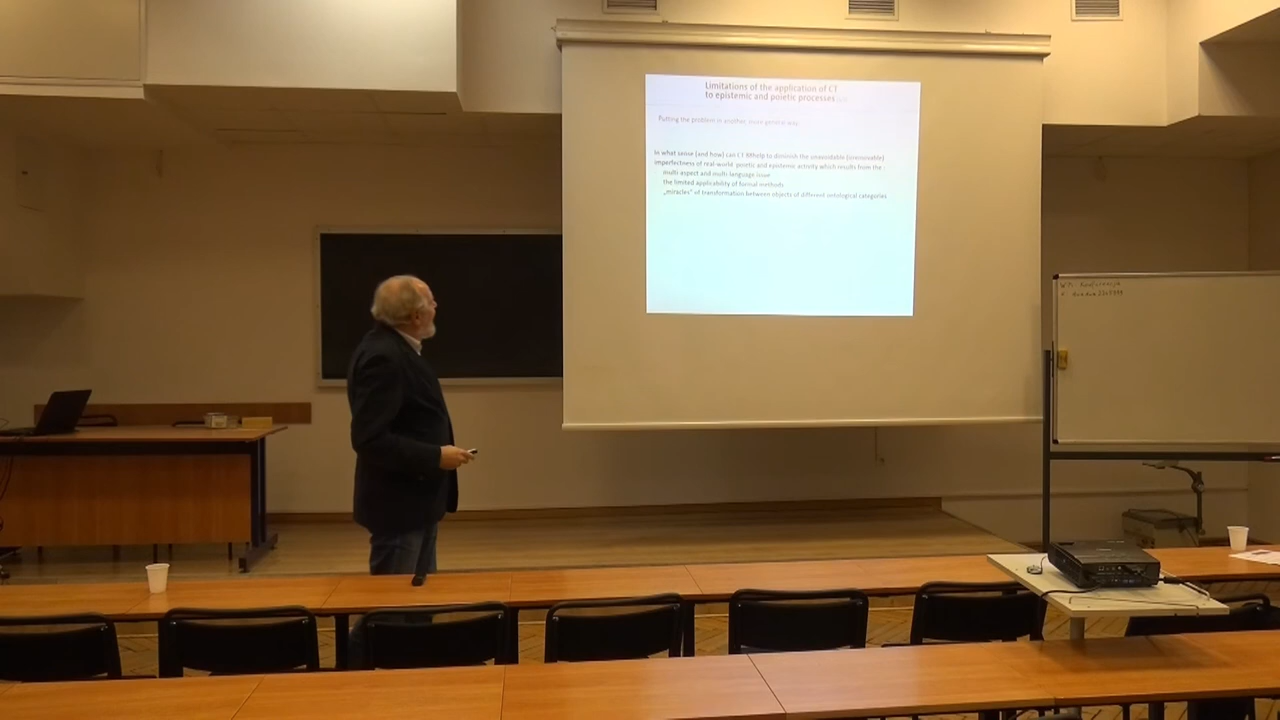 Limitations of the application of CT
to epistemic and poietic processes
Putting the problem in another more general way:
In what sense (and how) can CT help to diminish the unavoidable (irremovable)
imperfectness of real-world poietic and epistemic activity which results from the:
multi-aspect and multi-language issue
the limited applicability of formal methods
„miracles" of transformation between objects of different ontological categories